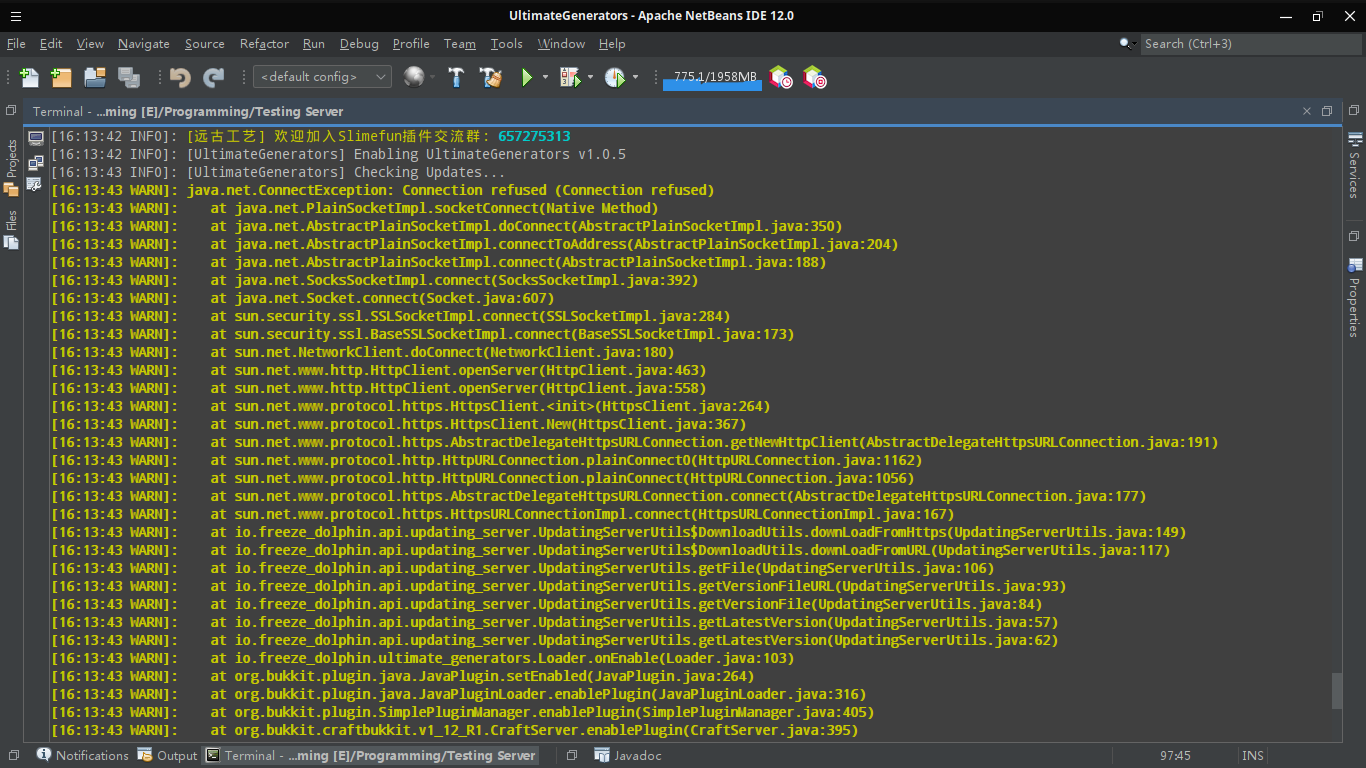 UltimateGenerators - Apache NetBeans IDE 12.0
File Edit View Navigate Source Refactor Run Debug Profile Team Tools Window Help
Search (Ctrl+3)
<default config>
775.1/1958MB
Terminal - ...ming [E]/Programming/Testing Server
Projects
Files
Services
Properties
[16:13:42 INFO]: [远古工艺] 欢迎加入Slimefun插件交流群: 657275313
[16:13:42 INFO]: [UltimateGenerators] Enabling UltimateGenerators v1.0.5
[16:13:43 INFO]: [UltimateGenerators] Checking Updates...
[16:13:43 WARN]: java.net.ConnectException: Connection refused (Connection refused)
[16:13:43 WARN]: at java.net.PlainSocketImpl.socketConnect(Native Method)
[16:13:43 WARN]: at java.net.AbstractPlainSocketImpl.doConnect(AbstractPlainSocketImpl.java:350)
[16:13:43 WARN]: at java.net.AbstractPlainSocketImpl.connectToAddress(AbstractPlainSocketImpl.java:204)
[16:13:43 WARN]: at java.net.AbstractPlainSocketImpl.connect(AbstractPlainSocketImpl.java:188)
[16:13:43 WARN]: at java.net.SocksSocketImpl.connect(SocksSocketImpl.java:392)
[16:13:43 WARN]: at java.net.Socket.connect(Socket.java:607)
[16:13:43 WARN]: at sun.security.ssl.SSLSocketImpl.connect(SSLSocketImpl.java:284)
[16:13:43 WARN]: at sun.security.ssl.BaseSSLSocketImpl.connect(BaseSSLSocketImpl.java:173)
[16:13:43 WARN]: at sun.net.NetworkClient.doConnect(NetworkClient.java:180)
[16:13:43 WARN]: at sun.net.www.http.HttpClient.openServer(HttpClient.java:463)
[16:13:43 WARN]: at sun.net.www.http.HttpClient.openServer(HttpClient.java:558)
[16:13:43 WARN]: at sun.net.www.protocol.https.HttpsClient.<init>(HttpsClient.java:264)
[16:13:43 WARN]: at sun.net.www.protocol.https.HttpsClient.New(HttpsClient.java:367)
[16:13:43 WARN]: at sun.net.www.protocol.https.AbstractDelegateHttpsURLConnection.getNewHttpClient(AbstractDelegateHttpsURLConnection.java:191)
[16:13:43 WARN]: at sun.net.www.protocol.http.HttpURLConnection.plainConnect0(HttpURLConnection.java:1162)
[16:13:43 WARN]: at sun.net.www.protocol.http.HttpURLConnection.plainConnect(HttpURLConnection.java:1056)
[16:13:43 WARN]: at sun.net.www.protocol.https.AbstractDelegateHttpsURLConnection.connect(AbstractDelegateHttpsURLConnection.java:177)
[16:13:43 WARN]: at sun.net.www.protocol.https.HttpsURLConnectionImpl.connect(HttpsURLConnectionImpl.java:167)
[16:13:43 WARN]: at io.freeze_dolphin.api.updating_server.UpdatingServerUtils$DownloadUtils.downLoadFromHttps(UpdatingServerUtils.java:149)
[16:13:43 WARN]: at io.freeze_dolphin.api.updating_server.UpdatingServerUtils$DownloadUtils.downLoadFromURL(UpdatingServerUtils.java:117)
[16:13:43 WARN]: at io.freeze_dolphin.api.updating_server.UpdatingServerUtils.getFile(UpdatingServerUtils.java:106)
[16:13:43 WARN]: at io.freeze_dolphin.api.updating_server.UpdatingServerUtils.getVersionFileURL(UpdatingServerUtils.java:93)
[16:13:43 WARN]: at io.freeze_dolphin.api.updating_server.UpdatingServerUtils.getVersionFile(UpdatingServerUtils.java:84)
[16:13:43 WARN]: at io.freeze_dolphin.api.updating_server.UpdatingServerUtils.getLatestVersion(UpdatingServerUtils.java:57)
[16:13:43 WARN]: at io.freeze_dolphin.api.updating_server.UpdatingServerUtils.getLatestVersion(UpdatingServerUtils.java:62)
[16:13:43 WARN]: at io.freeze_dolphin.ultimate_generators.Loader.onEnable(Loader.java:103)
[16:13:43 WARN]: at org.bukkit.plugin.java.JavaPlugin.setEnabled(JavaPlugin.java:264)
[16:13:43 WARN]: at org.bukkit.plugin.java.JavaPluginLoader.enablePlugin(JavaPluginLoader.java:316)
[16:13:43 WARN]: at org.bukkit.plugin.SimplePluginManager.enablePlugin(SimplePluginManager.java:405)
[16:13:43 WARN]: at org.bukkit.craftbukkit.v1_12_R1.CraftServer.enablePlugin(CraftServer.java:395)
Notifications Output Terminal - ...ming [E]/Programming/Testing Server Javadoc 97:45 INS